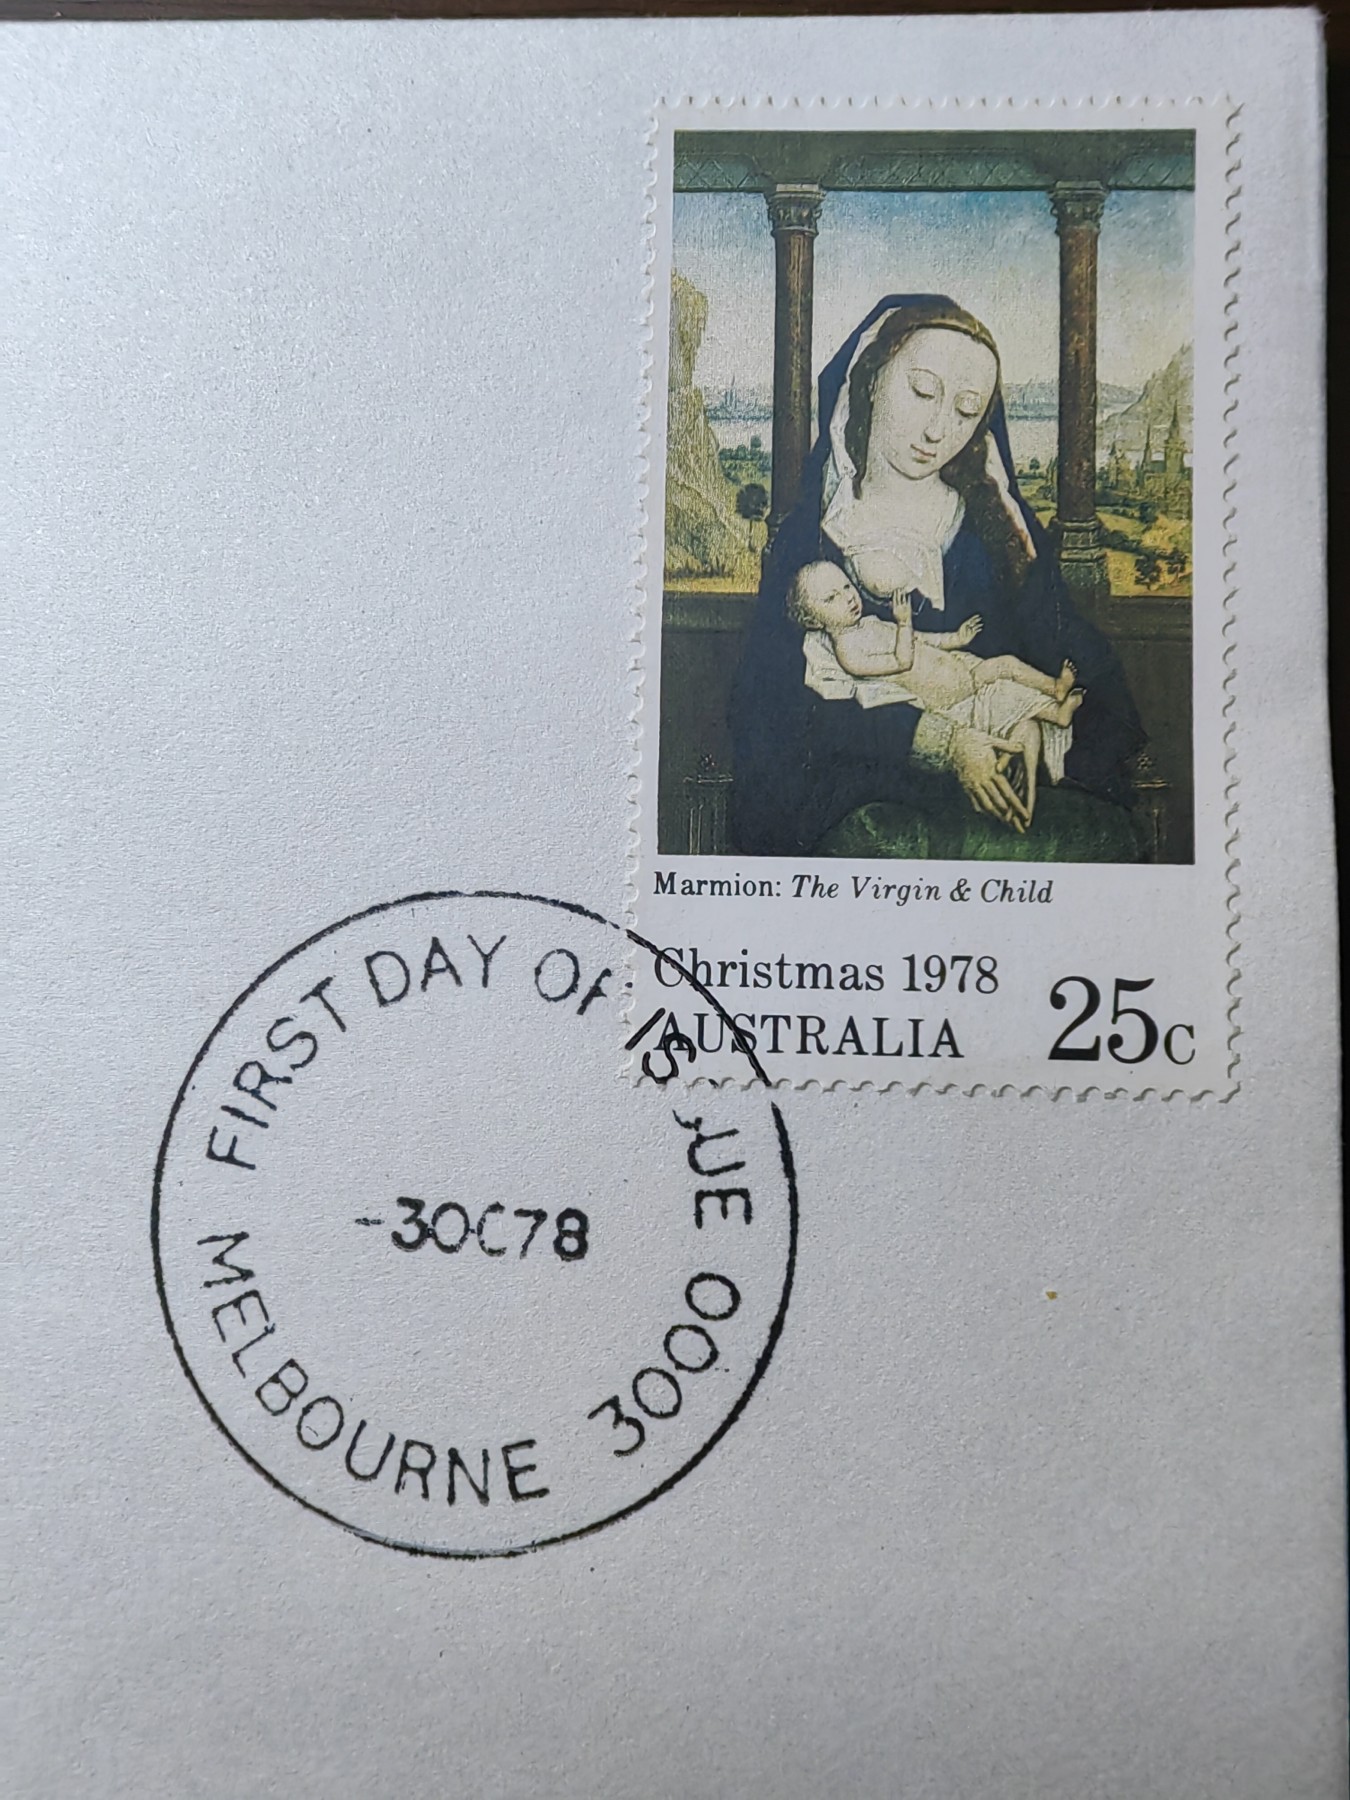 Marmion: The Virgin & Child
Christmas 1978
AUSTRALIA 25c
FIRST DAY OF ISSUE
-3OC78
MELBOURNE 3000